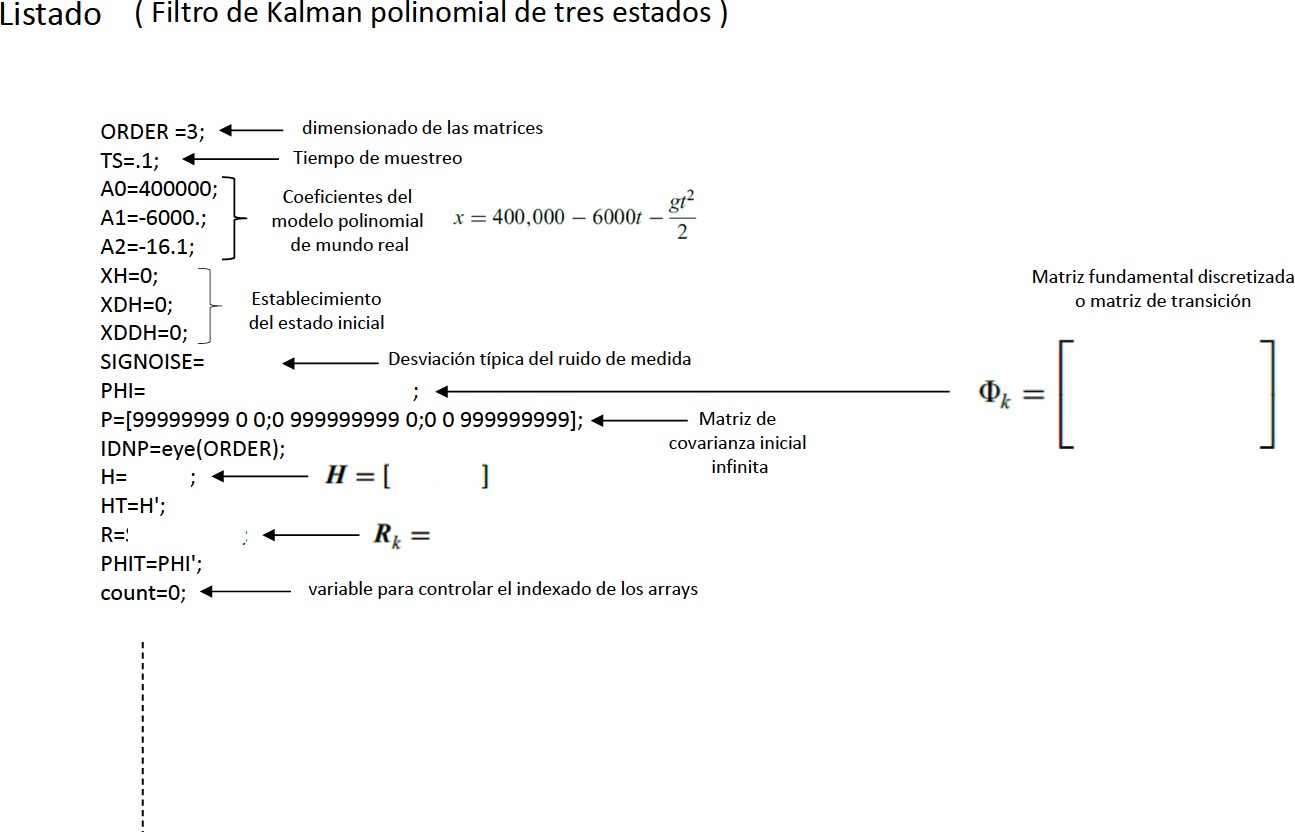 Listado ( Filtro de Kalman polinomial de tres estados )
ORDER =3; dimensionado de las matrices
TS=.1; Tiempo de muestreo
A0=400000;
A1=-6000.;
A2=-16.1;
Coeficientes del
modelo polinomial
de mundo real
x = 400,000 − 6000t − gt²/2
XH=0;
XDH=0;
XDDH=0;
Establecimiento
del estado inicial
Matriz fundamental discretizada
o matriz de transición
SIGNOISE= Desviación típica del ruido de medida
PHI= ; Φₖ = [ ]
P=[99999999 0 0;0 999999999 0;0 0 999999999];
Matriz de
covarianza inicial
infinita
IDNP=eye(ORDER);
H= ; H = [ ]
HT=H';
R= ; Rₖ =
PHIT=PHI';
count=0; variable para controlar el indexado de los arrays